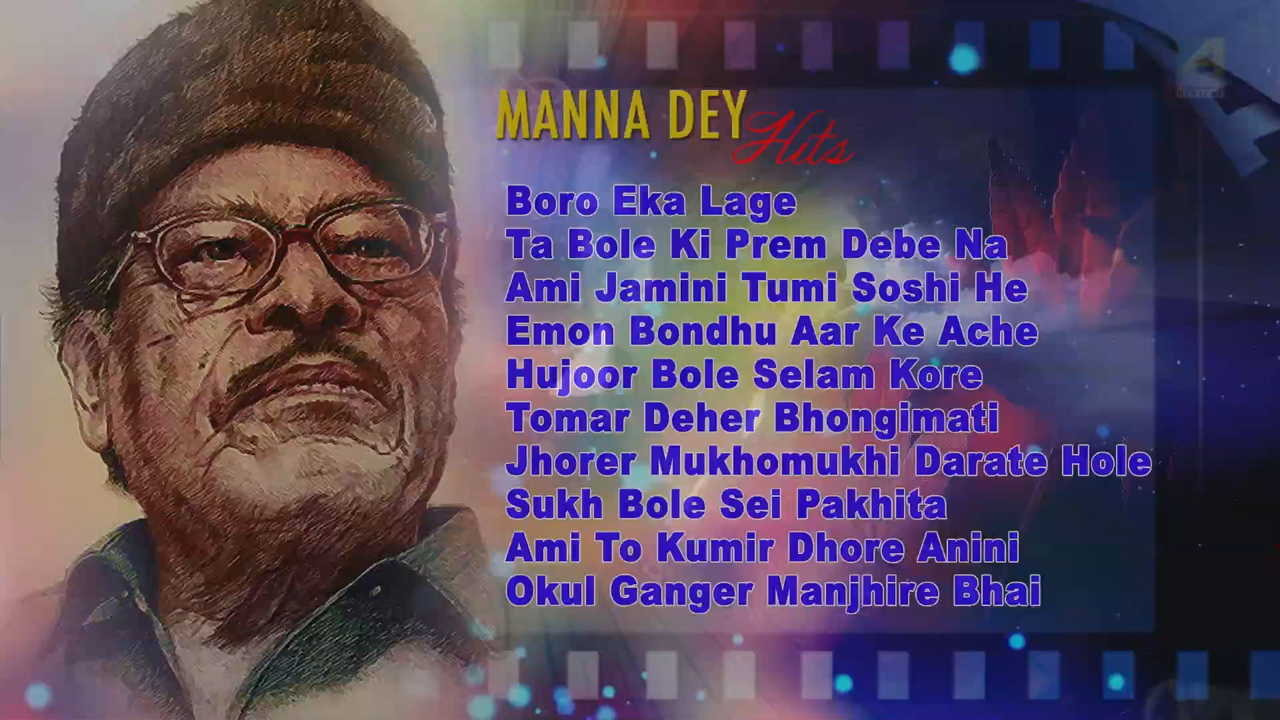 MANNA DEY
Hits
Boro Eka Lage
Ta Bole Ki Prem Debe Na
Ami Jamini Tumi Soshi He
Emon Bondhu Aar Ke Ache
Hujoor Bole Selam Kore
Tomar Deher Bhongimati
Jhorer Mukhomukhi Darate Hole
Sukh Bole Sei Pakhita
Ami To Kumir Dhore Anini
Okul Ganger Manjhire Bhai